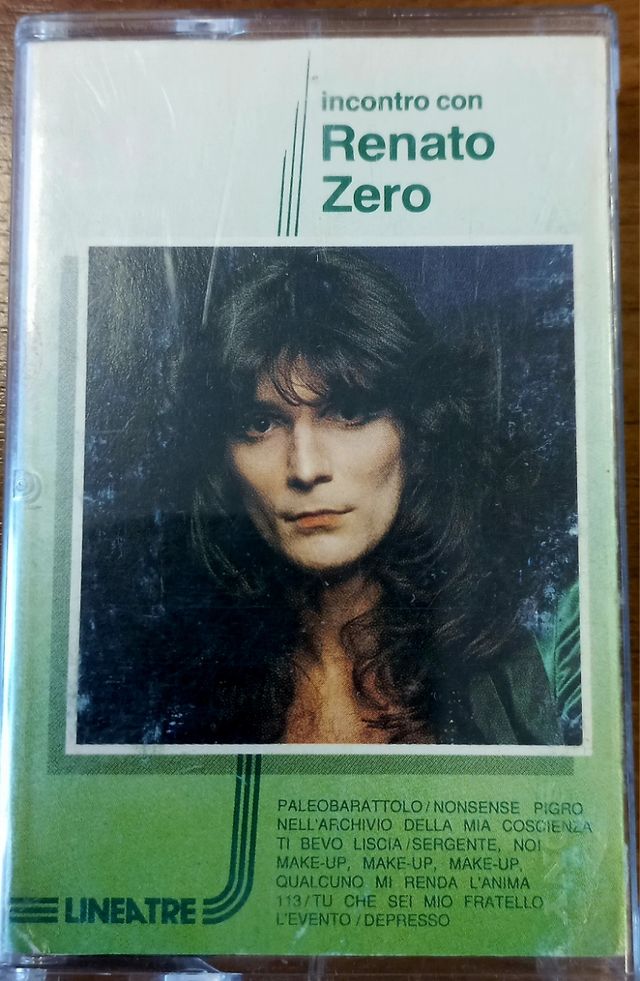 incontro con
Renato
Zero
PALEOBARATTOLO/NONSENSE PIGRO
NELL'ARCHIVIO DELLA MIA COSCIENZA
TI BEVO LISCIA/SERGENTE, NOI
MAKE-UP, MAKE-UP, MAKE-UP,
QUALCUNO MI RENDA L'ANIMA
113/TU CHE SEI MIO FRATELLO
L'EVENTO/DEPRESSO
LINEATRE